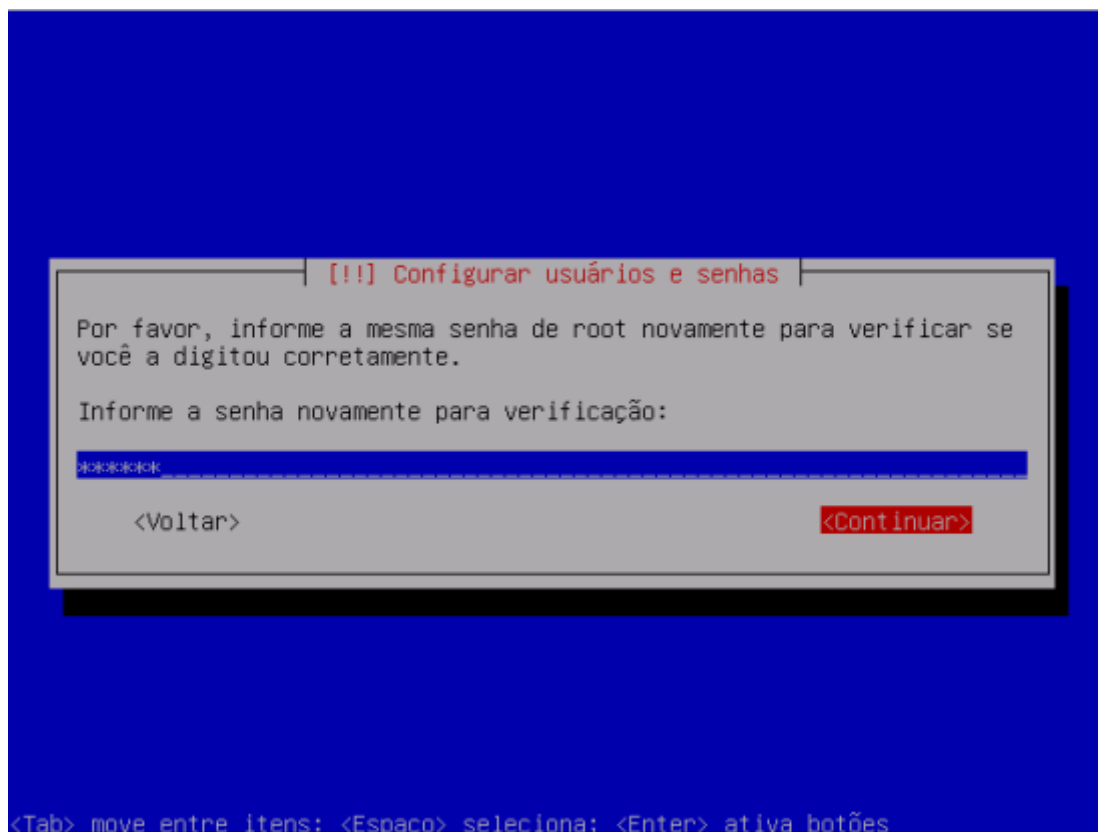 [!!] Configurar usuários e senhas
Por favor, informe a mesma senha de root novamente para verificar se
você a digitou corretamente.
Informe a senha novamente para verificação:
******
<Voltar> <Continuar>
<Tab> move entre itens; <Espaço> seleciona; <Enter> ativa botões